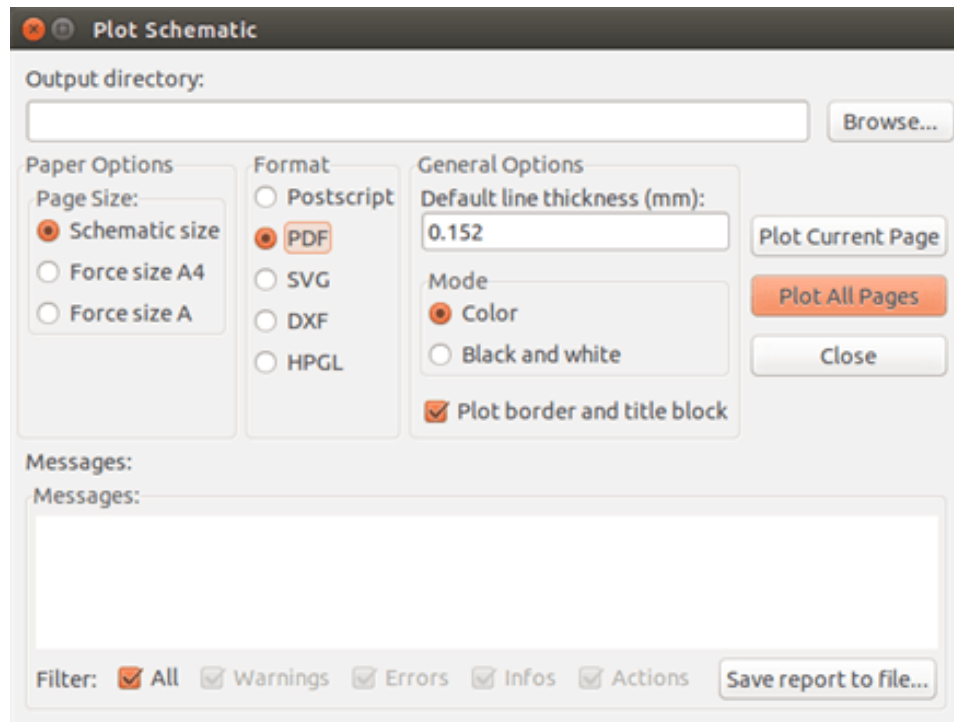 Plot Schematic
Output directory:
Browse...
Paper Options
Page Size:
Schematic size
Force size A4
Force size A
Format
Postscript
PDF
SVG
DXF
HPGL
General Options
Default line thickness (mm):
0.152
Mode
Color
Black and white
Plot border and title block
Plot Current Page
Plot All Pages
Close
Messages:
Messages:
Filter: All Warnings Errors Infos Actions Save report to file...